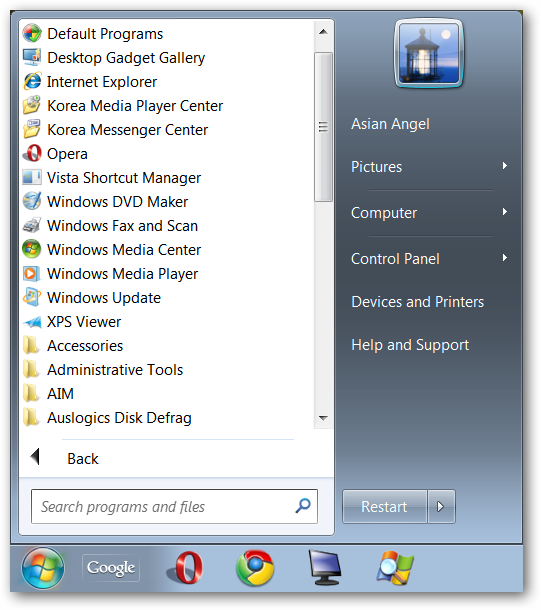 Default Programs
Desktop Gadget Gallery
Internet Explorer
Korea Media Player Center
Korea Messenger Center
Opera
Vista Shortcut Manager
Windows DVD Maker
Windows Fax and Scan
Windows Media Center
Windows Media Player
Windows Update
XPS Viewer
Accessories
Administrative Tools
AIM
Auslogics Disk Defrag
Back
Search programs and files
Asian Angel
Pictures
Computer
Control Panel
Devices and Printers
Help and Support
Restart
Google